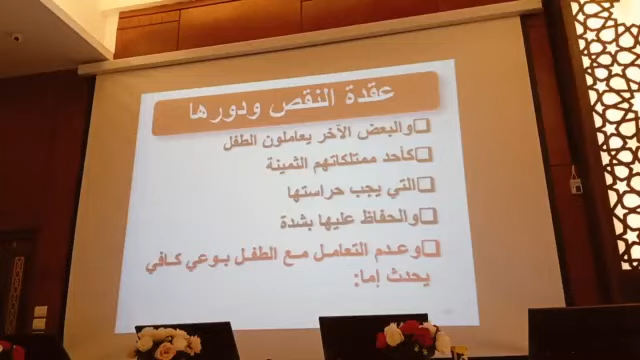 عقدة النقص ودورها
والبعض الآخر يعاملون الطفل
كأحد ممتلكاتهم الثمينة
التي يجب حراستها
والحفاظ عليها بشدة
وعدم التعامل مع الطفل بوعي كافي
يحدث إما: